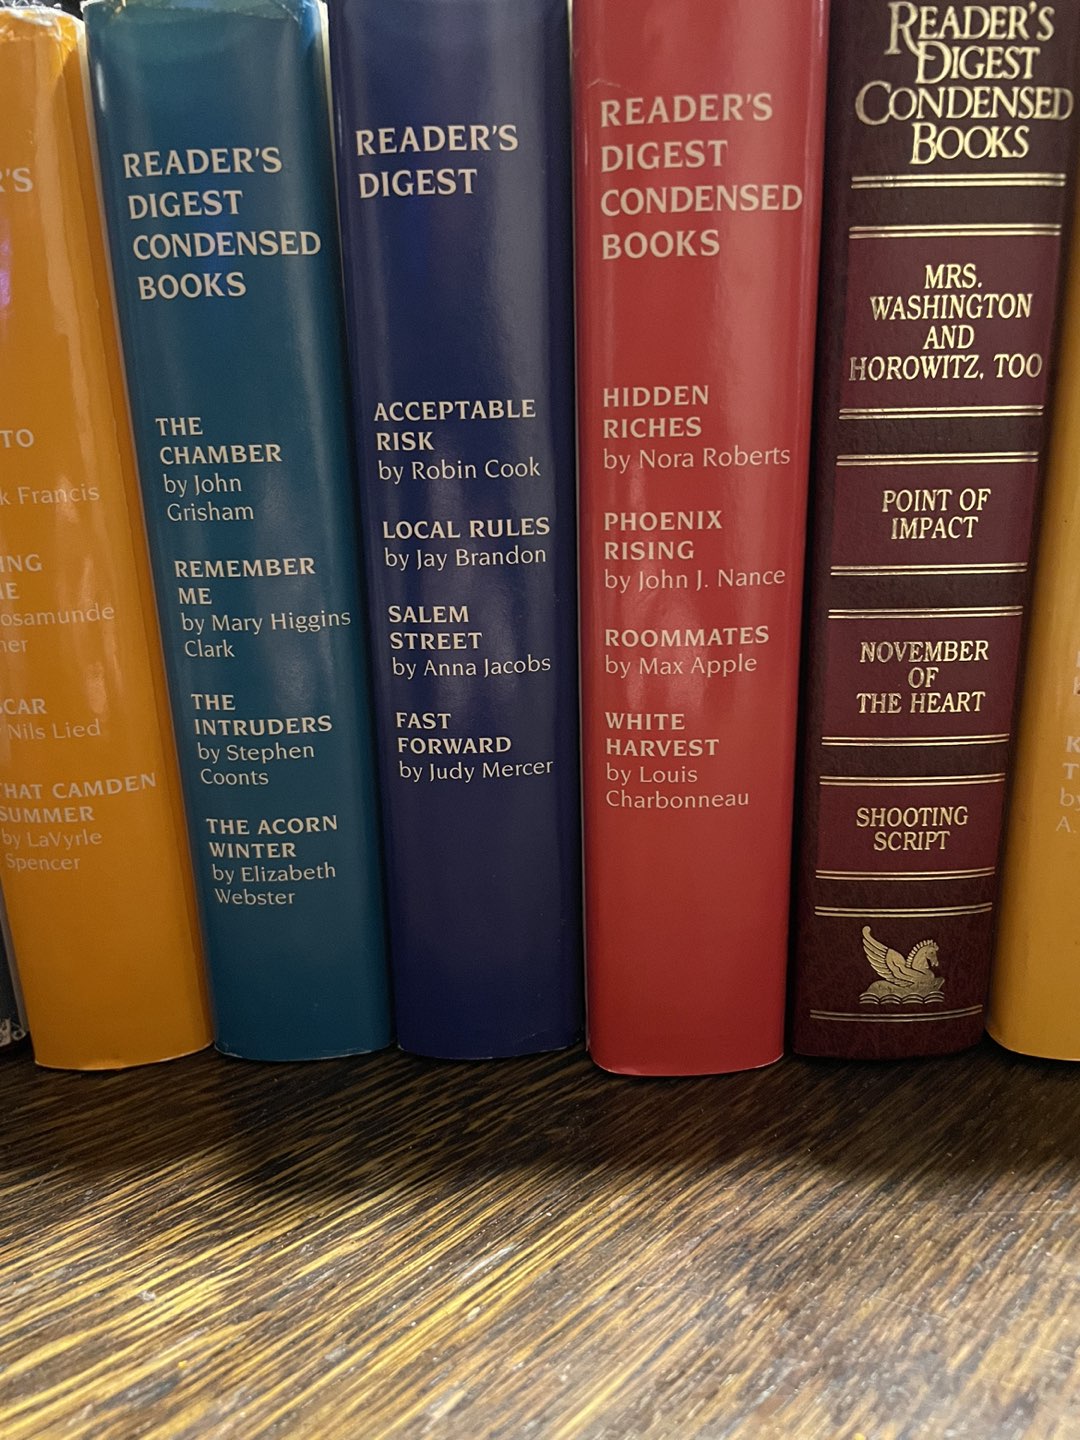 TO
Francis
by LaVyrle
Spencer
Nils Lied
THAT CAMDEN
SUMMER
READER'S
DIGEST
CONDENSED
BOOKS
THE
CHAMBER
by John
Grisham
REMEMBER
ME
by Mary Higgins
Clark
THE
INTRUDERS
by Stephen
Coonts
THE ACORN
WINTER
by Elizabeth
Webster
READER'S
DIGEST
ACCEPTABLE
RISK
by Robin Cook
LOCAL RULES
by Jay Brandon
SALEM
STREET
by Anna Jacobs
FAST
FORWARD
by Judy Mercer
READER'S
DIGEST
CONDENSED
BOOKS
HIDDEN
RICHES
by Nora Roberts
PHOENIX
RISING
by John J. Nance
ROOMMATES
by Max Apple
WHITE
HARVEST
by Louis
Charbonneau
READER'S
DIGEST
CONDENSED
BOOKS
MRS.
WASHINGTON
AND
HOROWITZ, TOO
POINT OF
IMPACT
NOVEMBER
OF
THE HEART
SHOOTING
SCRIPT